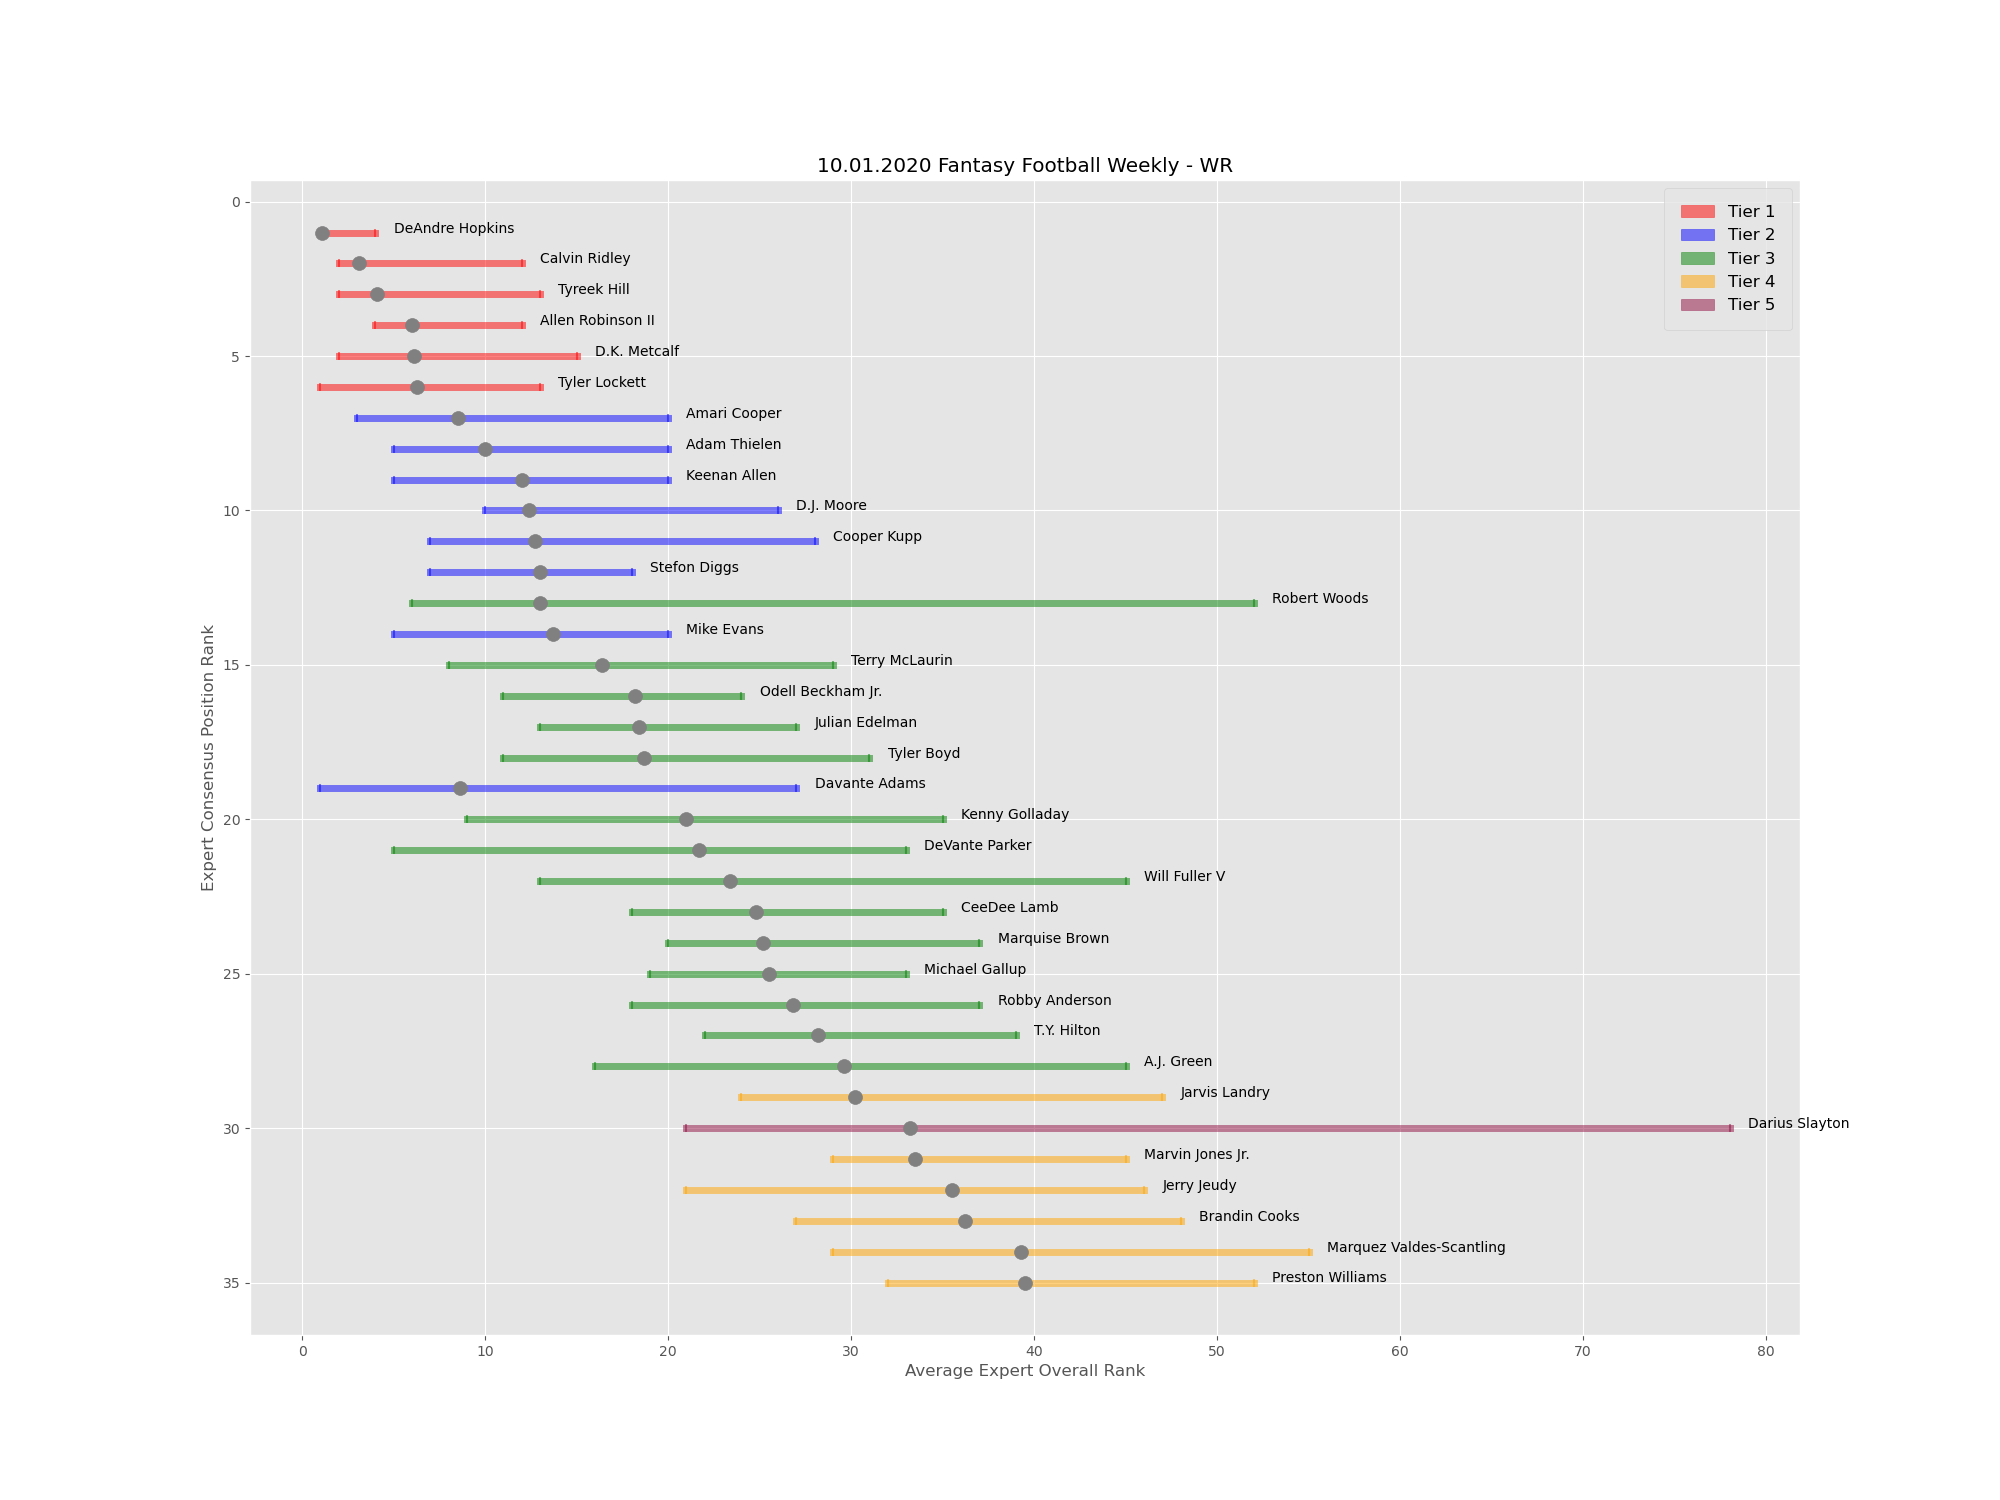 10.01.2020 Fantasy Football Weekly - WR
Tier 1
Tier 2
Tier 3
Tier 4
Tier 5
Expert Consensus Position Rank
0
5
10
15
20
25
30
35
DeAndre Hopkins
Calvin Ridley
Tyreek Hill
Allen Robinson II
D.K. Metcalf
Tyler Lockett
Amari Cooper
Adam Thielen
Keenan Allen
D.J. Moore
Cooper Kupp
Stefon Diggs
Robert Woods
Mike Evans
Terry McLaurin
Odell Beckham Jr.
Julian Edelman
Tyler Boyd
Davante Adams
Kenny Golladay
DeVante Parker
Will Fuller V
CeeDee Lamb
Marquise Brown
Michael Gallup
Robby Anderson
T.Y. Hilton
A.J. Green
Jarvis Landry
Darius Slayton
Marvin Jones Jr.
Jerry Jeudy
Brandin Cooks
Marquez Valdes-Scantling
Preston Williams
0 10 20 30 40 50 60 70 80
Average Expert Overall Rank